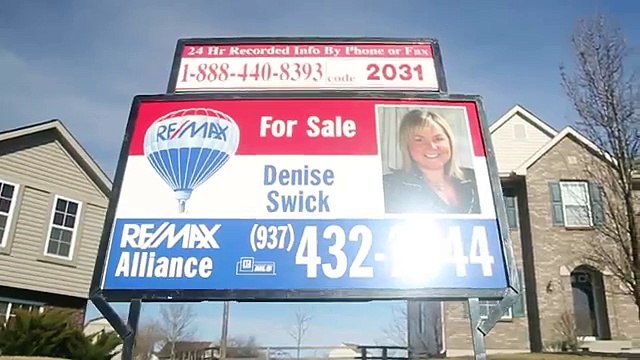 24 Hr Recorded Info By Phone or Fax
1-888-440-8393 code 2031
RE/MAX
For Sale
Denise
Swick
RE/MAX
Alliance
(937)